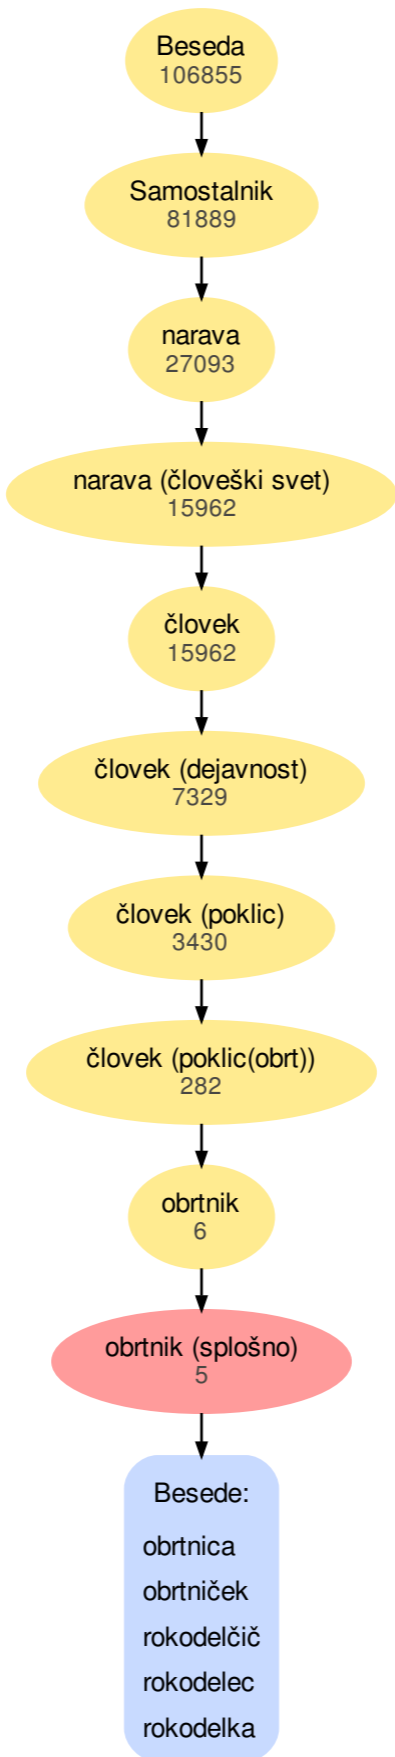 Beseda
106855
Samostalnik
81889
narava
27093
narava (človeški svet)
15962
človek
15962
človek (dejavnost)
7329
človek (poklic)
3430
človek (poklic(obrt))
282
obrtnik
6
obrtnik (splošno)
5
Besede:
obrtnica
obrtniček
rokodelčič
rokodelec
rokodelka